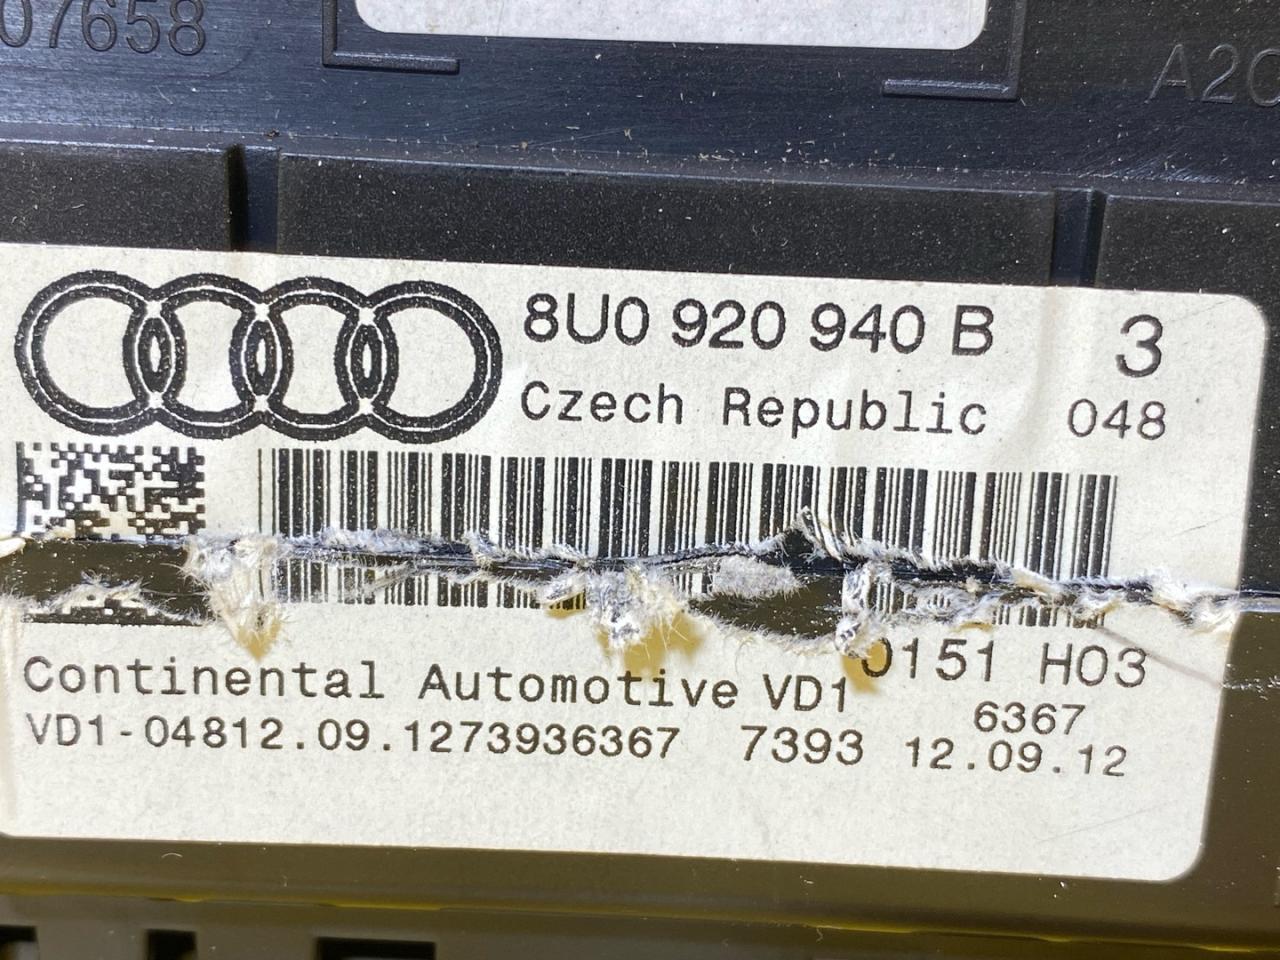 07658
A2C
8U0 920 940 B 3
Czech Republic 048
0151 H03
Continental Automotive VD1
6367
VD1-04812.09.1273936367 7393 12.09.12